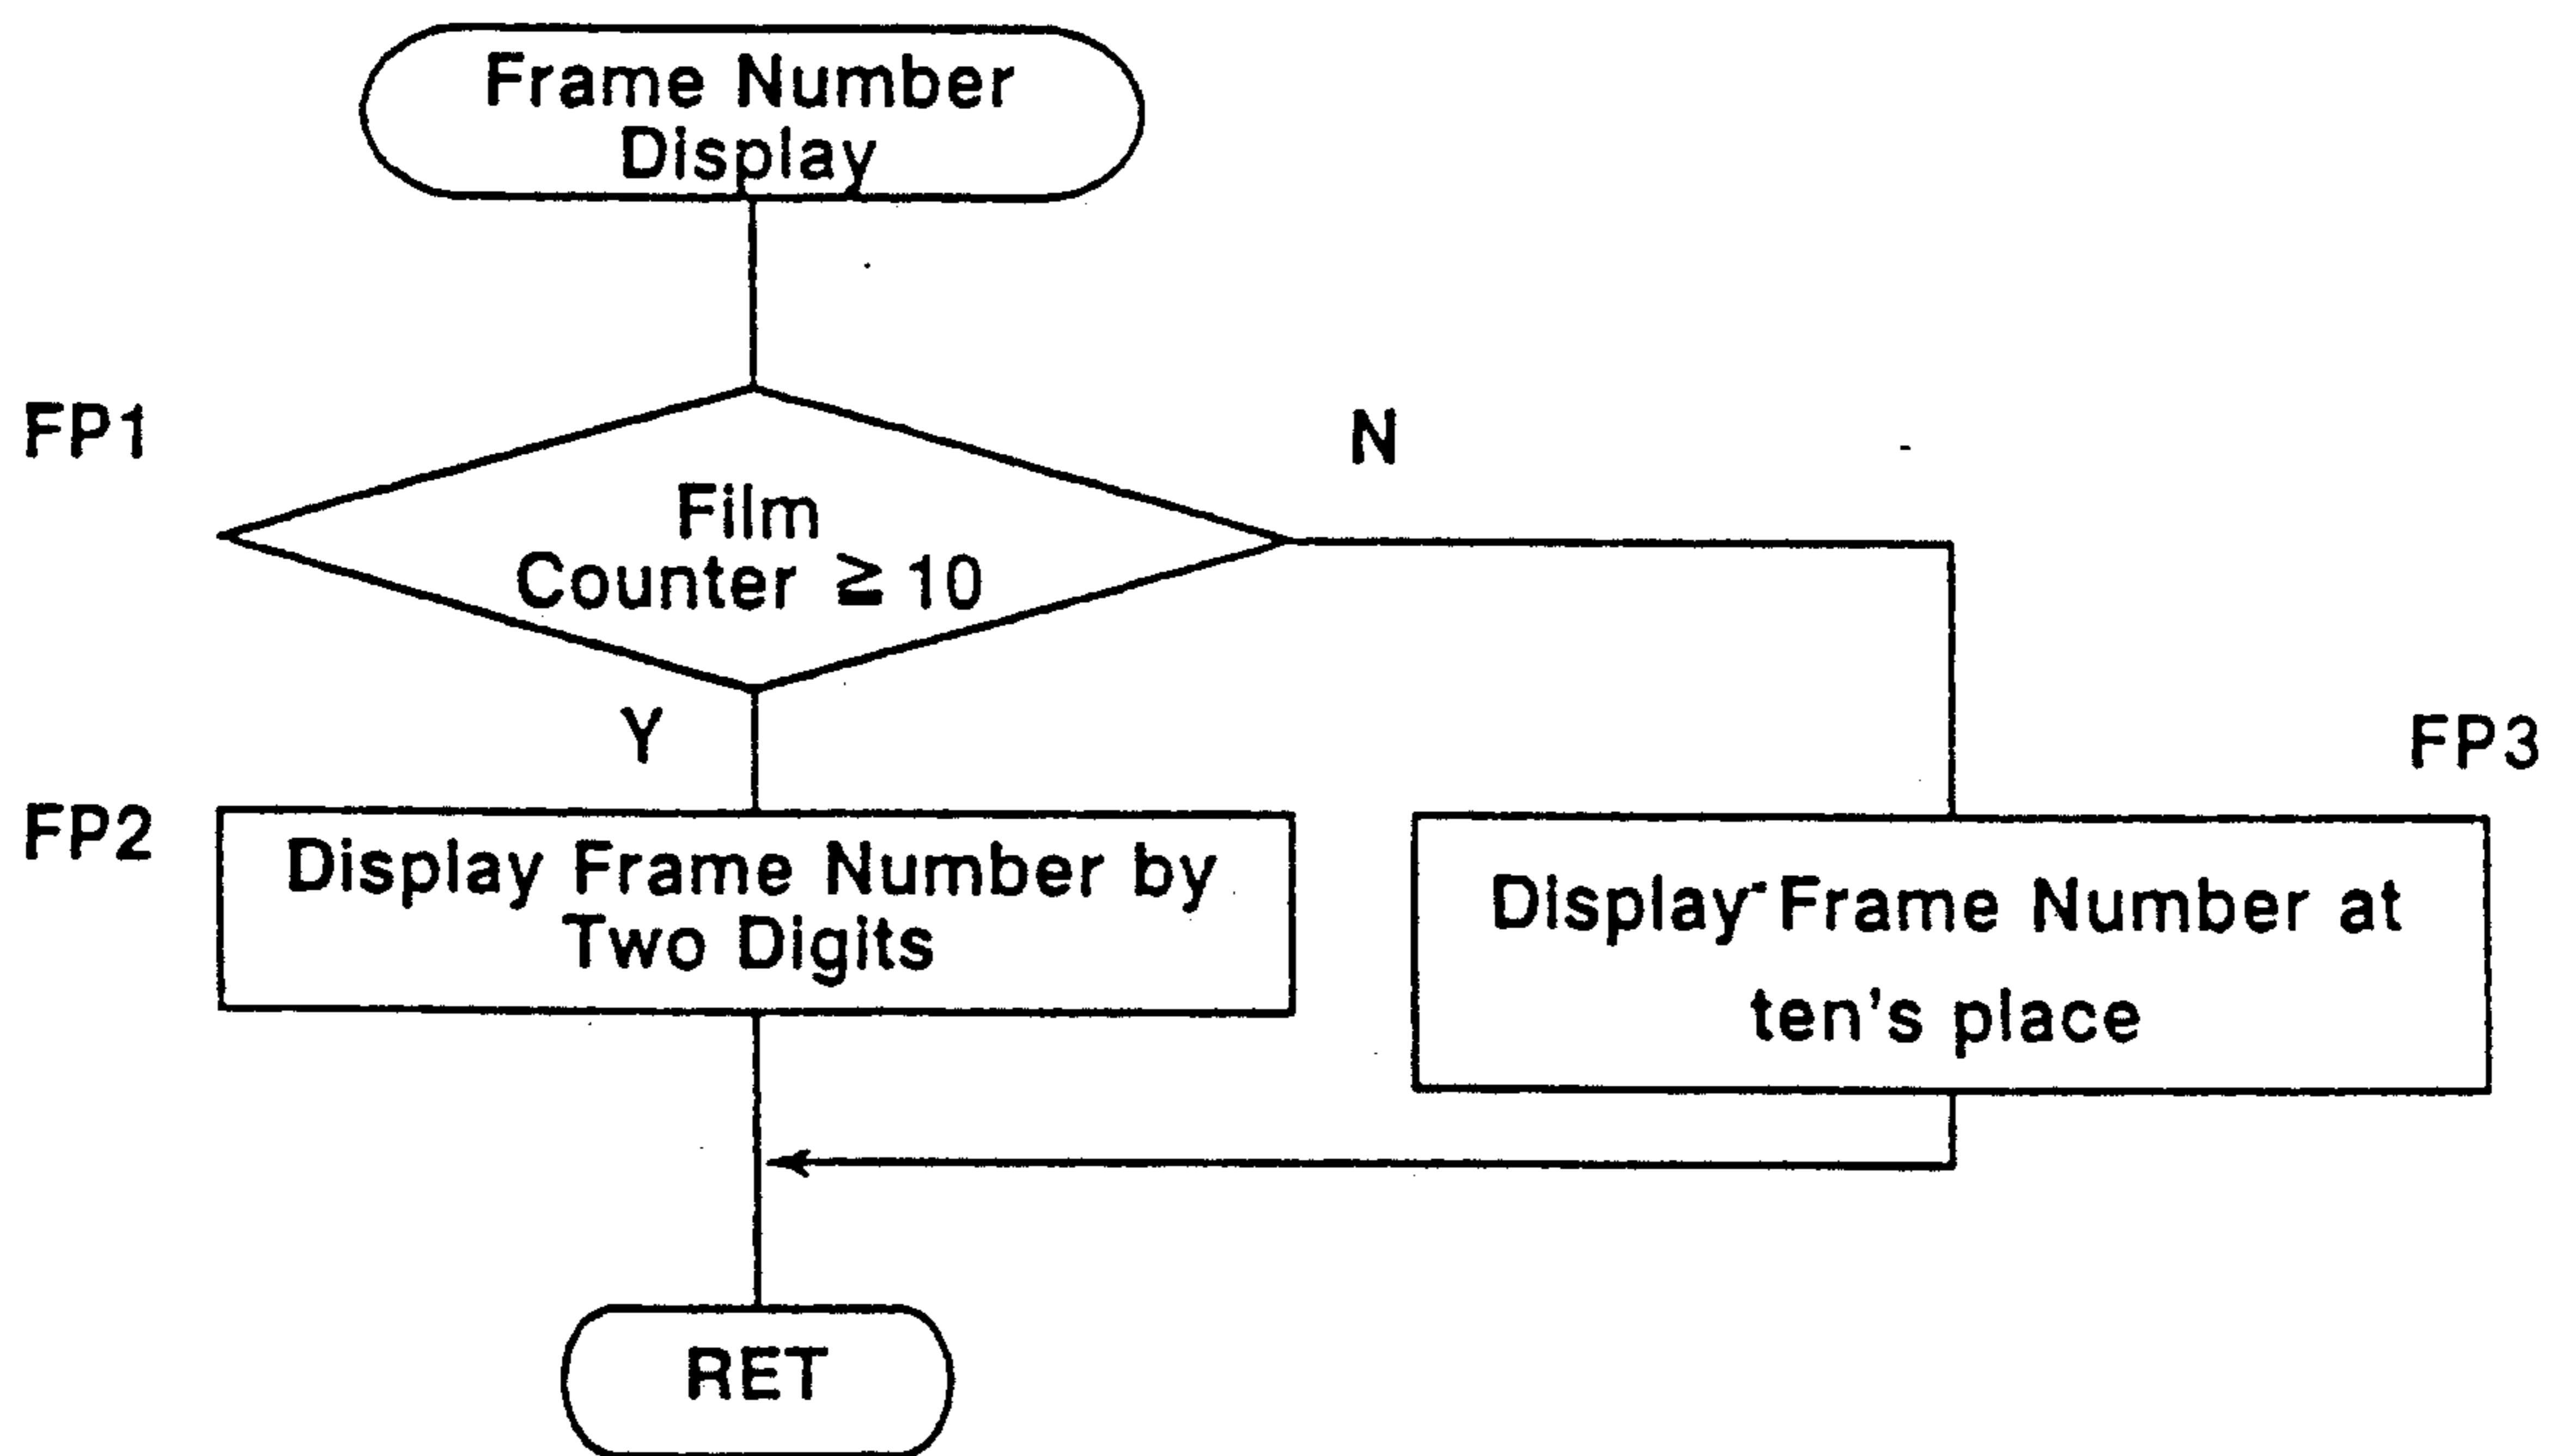 Frame Number
Display
FP1
N
Film
Counter ≧ 10
Y
FP3
FP2
Display Frame Number by
Two Digits
Display Frame Number at
ten's place
RET